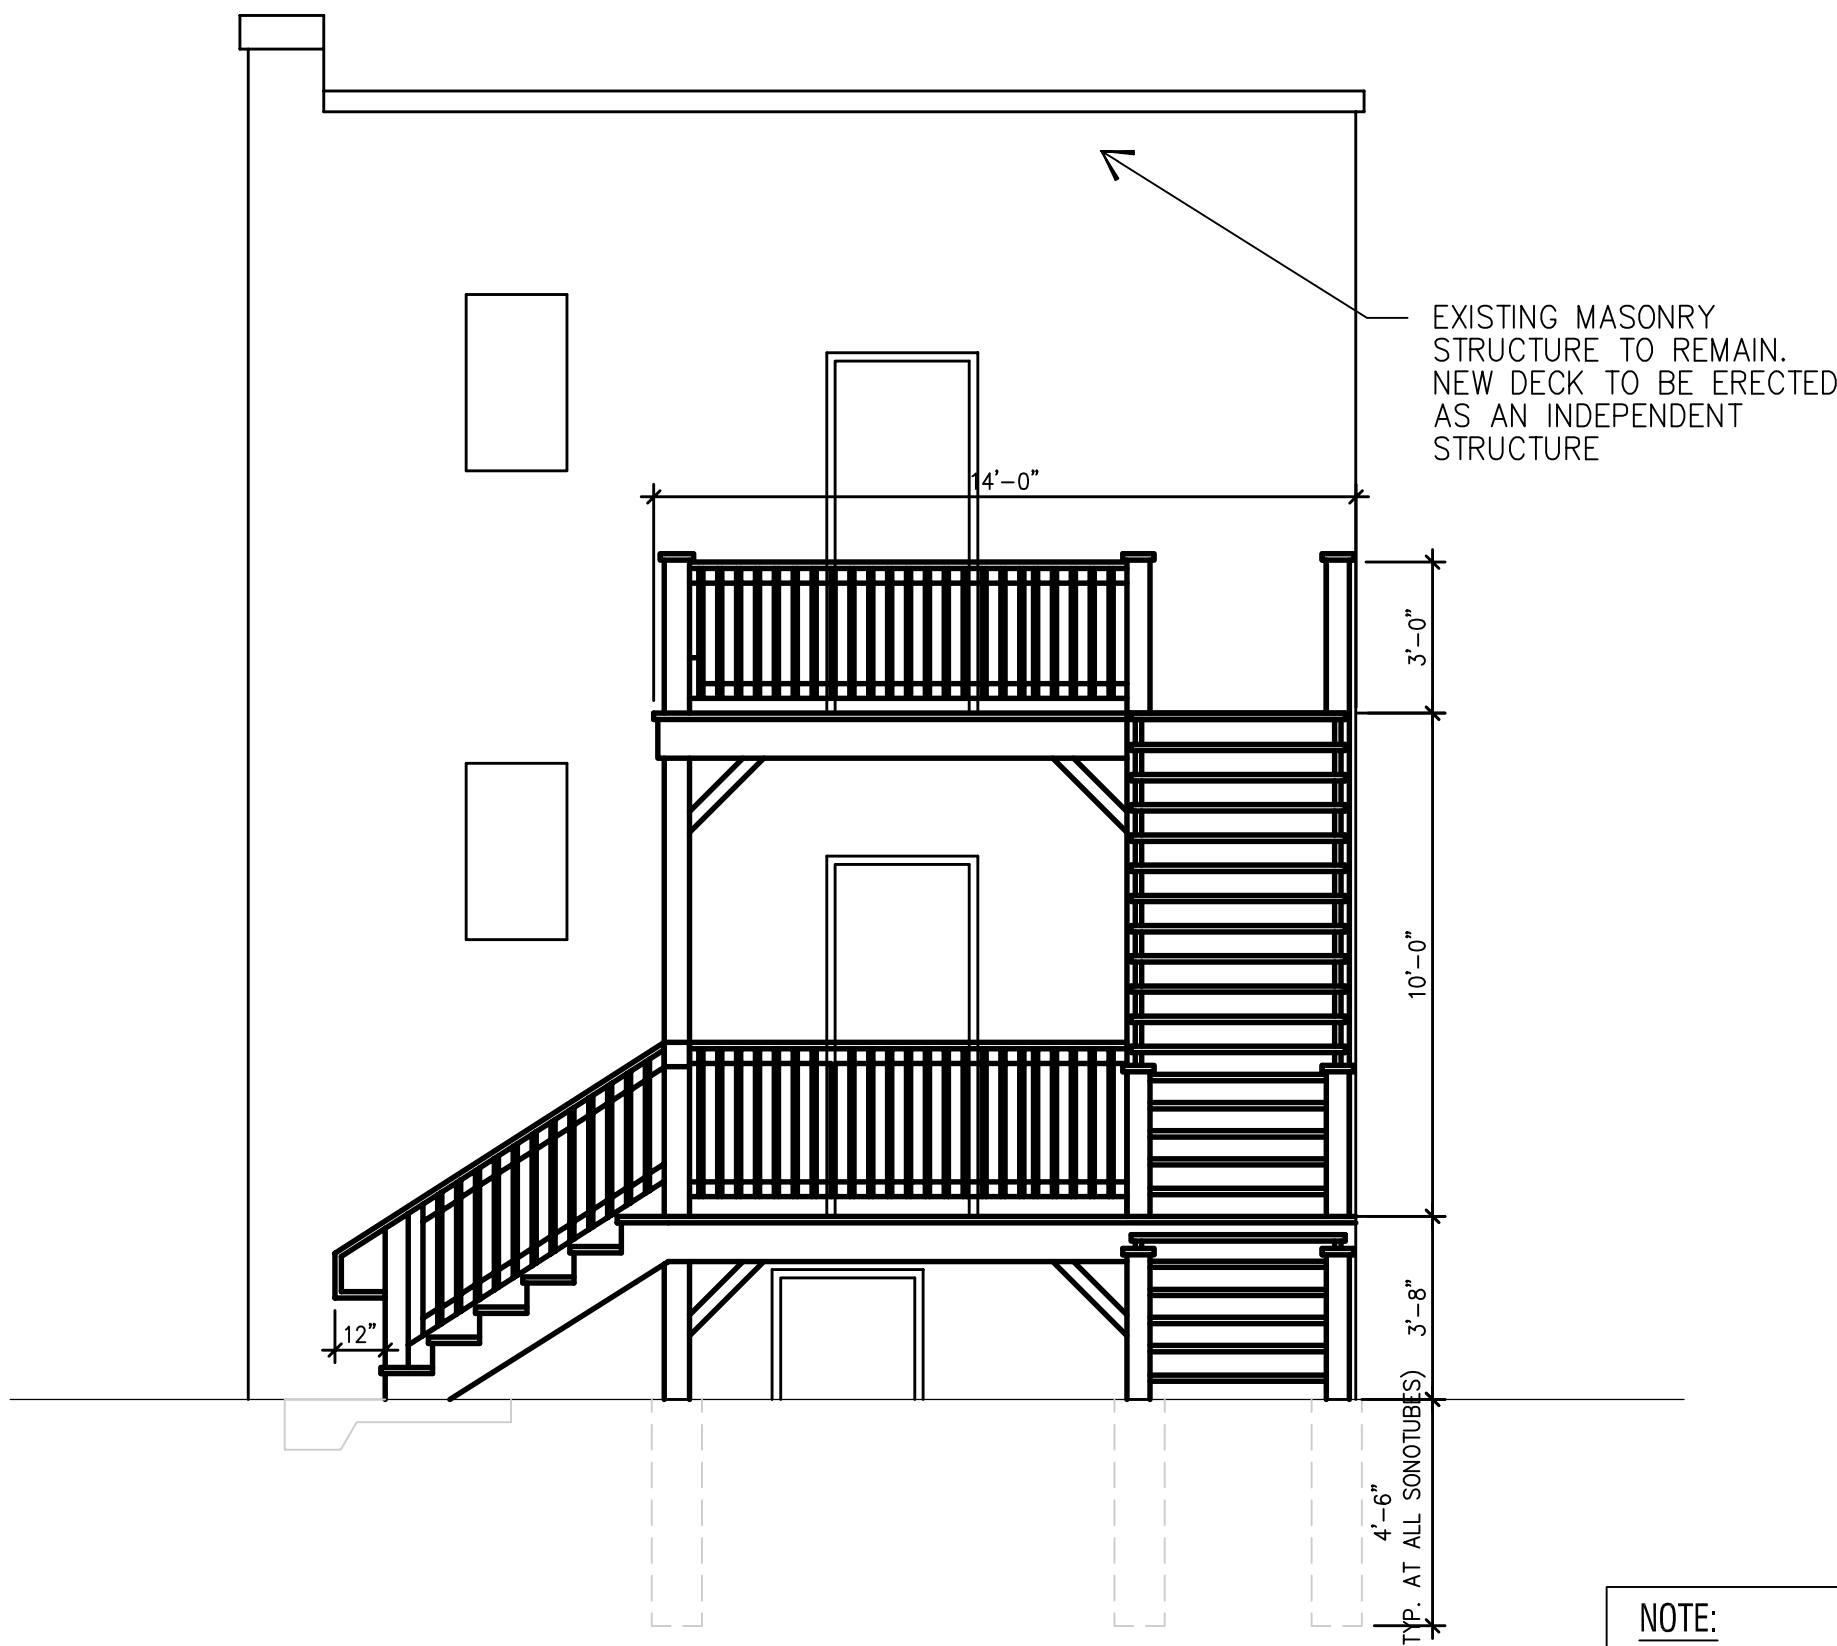 EXISTING MASONRY
STRUCTURE TO REMAIN.
NEW DECK TO BE ERECTED
AS AN INDEPENDENT
STRUCTURE
14'-0"
3'-0"
10'-0"
12"
3'-8"
4'-6"
TYP. AT ALL SONOTUBES)
NOTE: